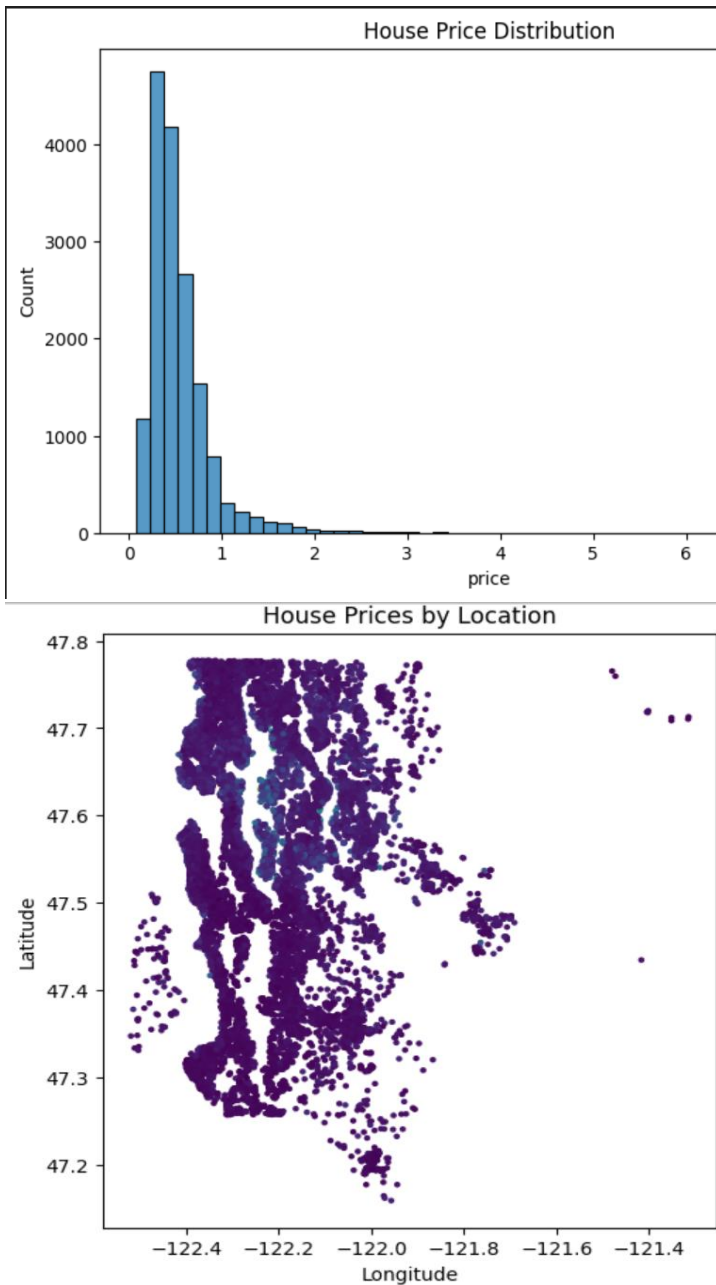 House Price Distribution
4000
3000
2000
1000
0
Count
0 1 2 3 4 5 6
price
House Prices by Location
47.8
47.7
47.6
47.5
47.4
47.3
47.2
Latitude
−122.4 −122.2 −122.0 −121.8 −121.6 −121.4
Longitude